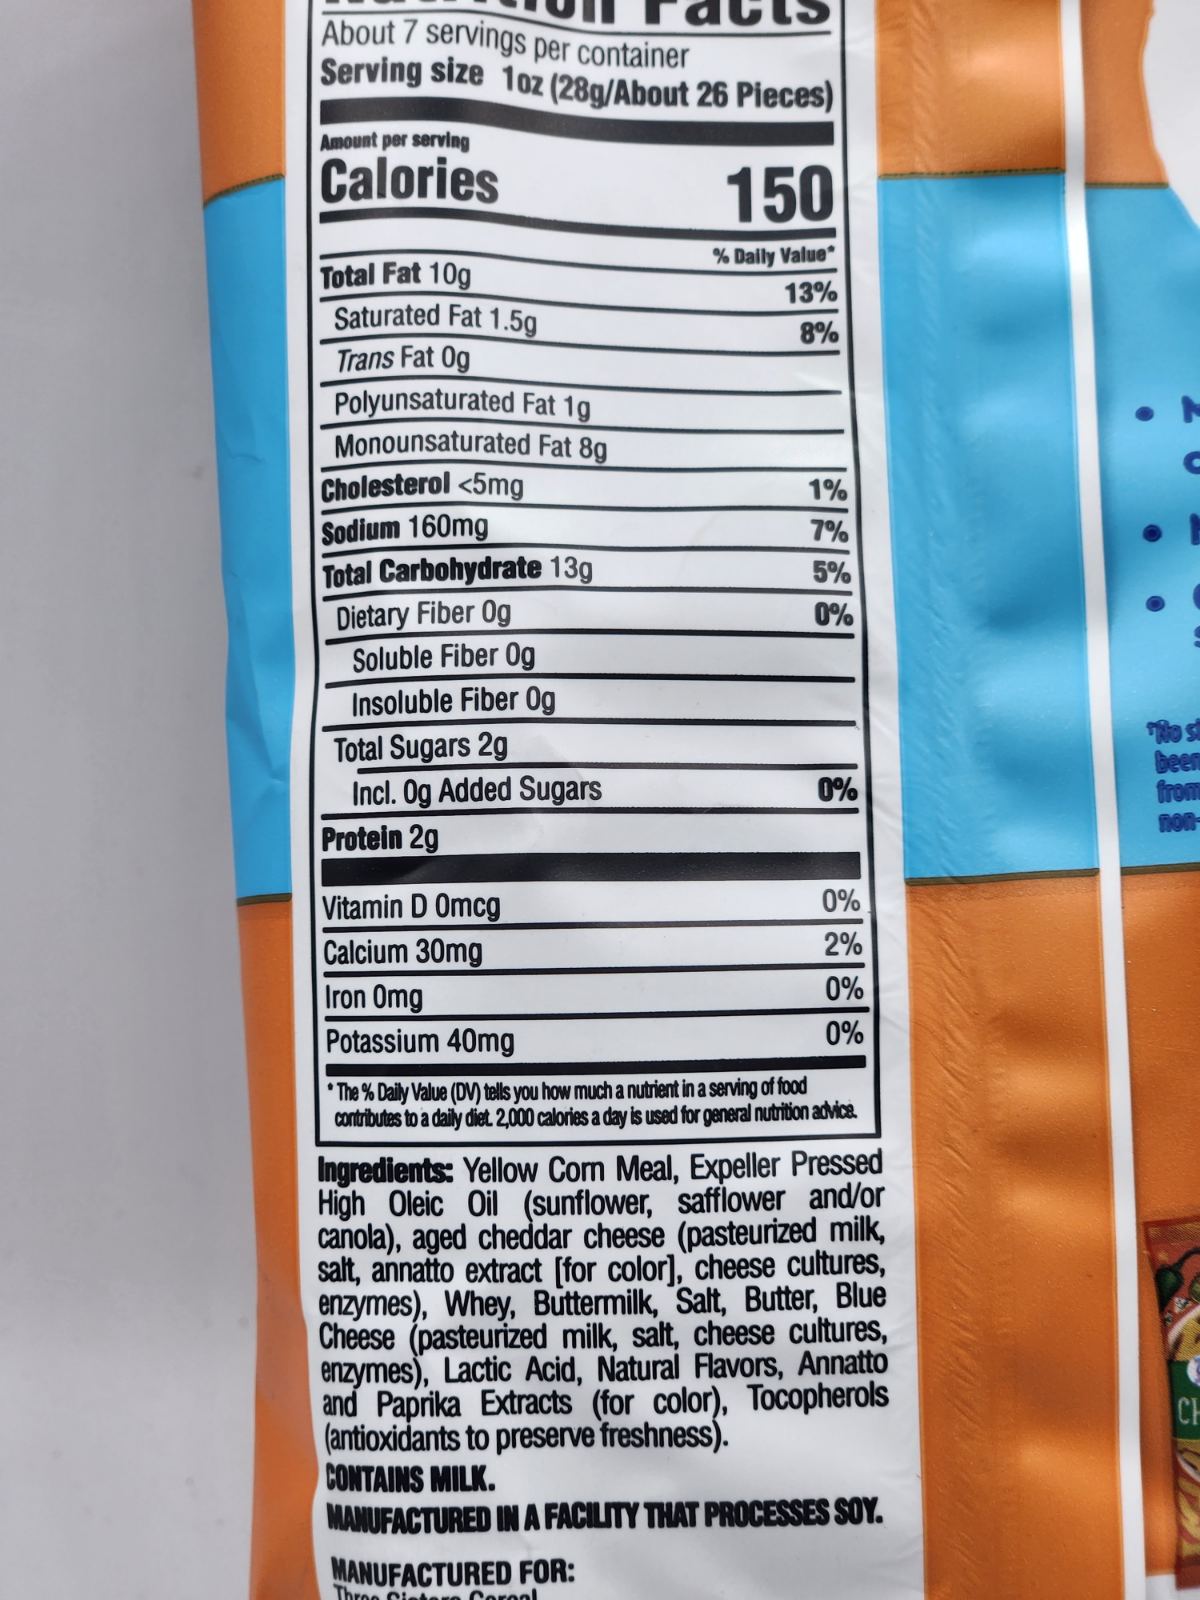 Nutrition Facts
About 7 servings per container
Serving size 1oz (28g/About 26 Pieces)
Amount per serving
Calories 150
% Daily Value*
Total Fat 10g 13%
Saturated Fat 1.5g 8%
Trans Fat 0g
Polyunsaturated Fat 1g
Monounsaturated Fat 8g
Cholesterol <5mg 1%
Sodium 160mg 7%
Total Carbohydrate 13g 5%
Dietary Fiber 0g 0%
Soluble Fiber 0g
Insoluble Fiber 0g
Total Sugars 2g
Incl. 0g Added Sugars 0%
Protein 2g
Vitamin D 0mcg 0%
Calcium 30mg 2%
Iron 0mg 0%
Potassium 40mg 0%
* The % Daily Value (DV) tells you how much a nutrient in a serving of food
contributes to a daily diet. 2,000 calories a day is used for general nutrition advice.
Ingredients: Yellow Corn Meal, Expeller Pressed
High Oleic Oil (sunflower, safflower and/or
canola), aged cheddar cheese (pasteurized milk,
salt, annatto extract [for color], cheese cultures,
enzymes), Whey, Buttermilk, Salt, Butter, Blue
Cheese (pasteurized milk, salt, cheese cultures,
enzymes), Lactic Acid, Natural Flavors, Annatto
and Paprika Extracts (for color), Tocopherols
(antioxidants to preserve freshness).
CONTAINS MILK.
MANUFACTURED IN A FACILITY THAT PROCESSES SOY.
MANUFACTURED FOR:
Three Sisters Cereal
*No
been
from
non-